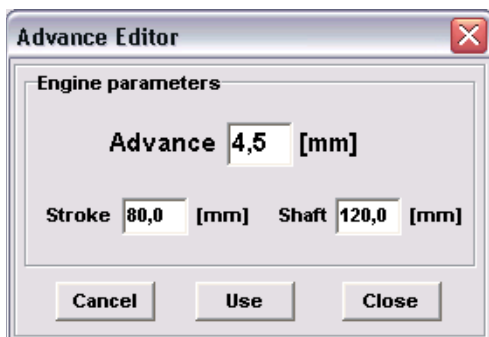 Advance Editor
Engine parameters
Advance 4,5 [mm]
Stroke 80,0 [mm] Shaft 120,0 [mm]
Cancel Use Close